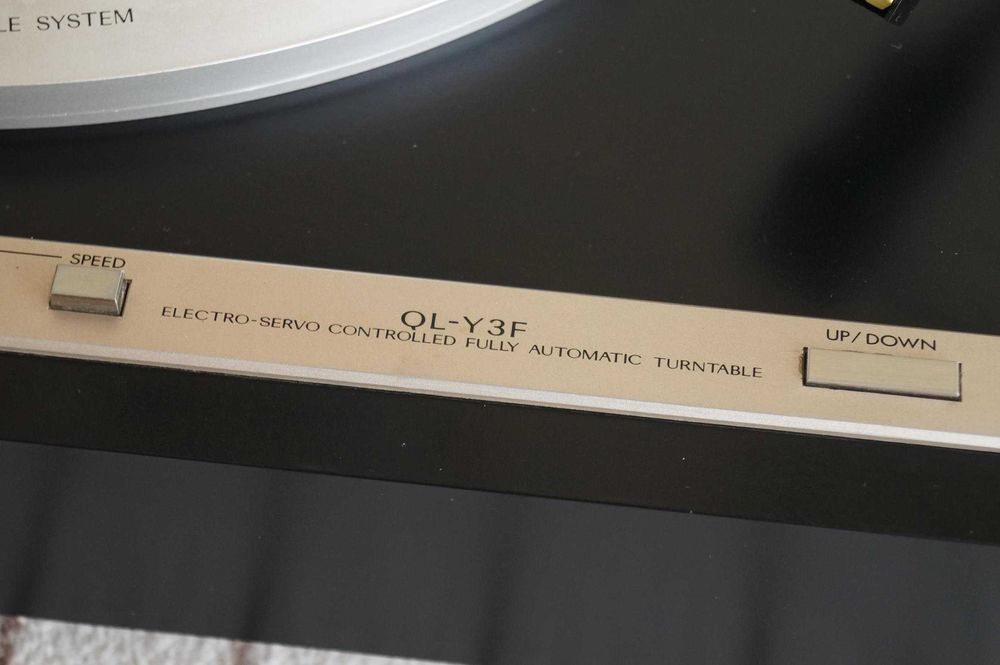 LE SYSTEM
SPEED
QL-Y3F
ELECTRO-SERVO CONTROLLED FULLY AUTOMATIC TURNTABLE
UP/DOWN